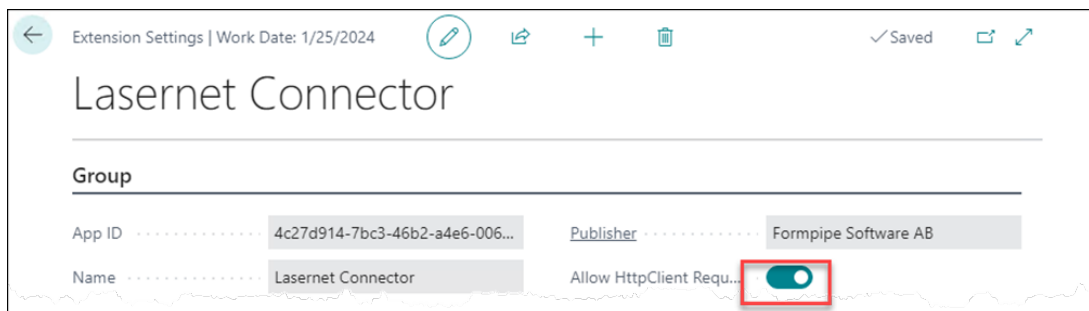 Extension Settings | Work Date: 1/25/2024 Saved
Lasernet Connector
Group
App ID 4c27d914-7bc3-46b2-a4e6-006... Publisher Formpipe Software AB
Name Lasernet Connector Allow HttpClient Requ...